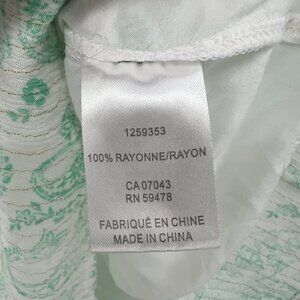 1259353
100% RAYONNE/RAYON
CA 07043
RN 59478
FABRIQUÉ EN CHINE
MADE IN CHINA